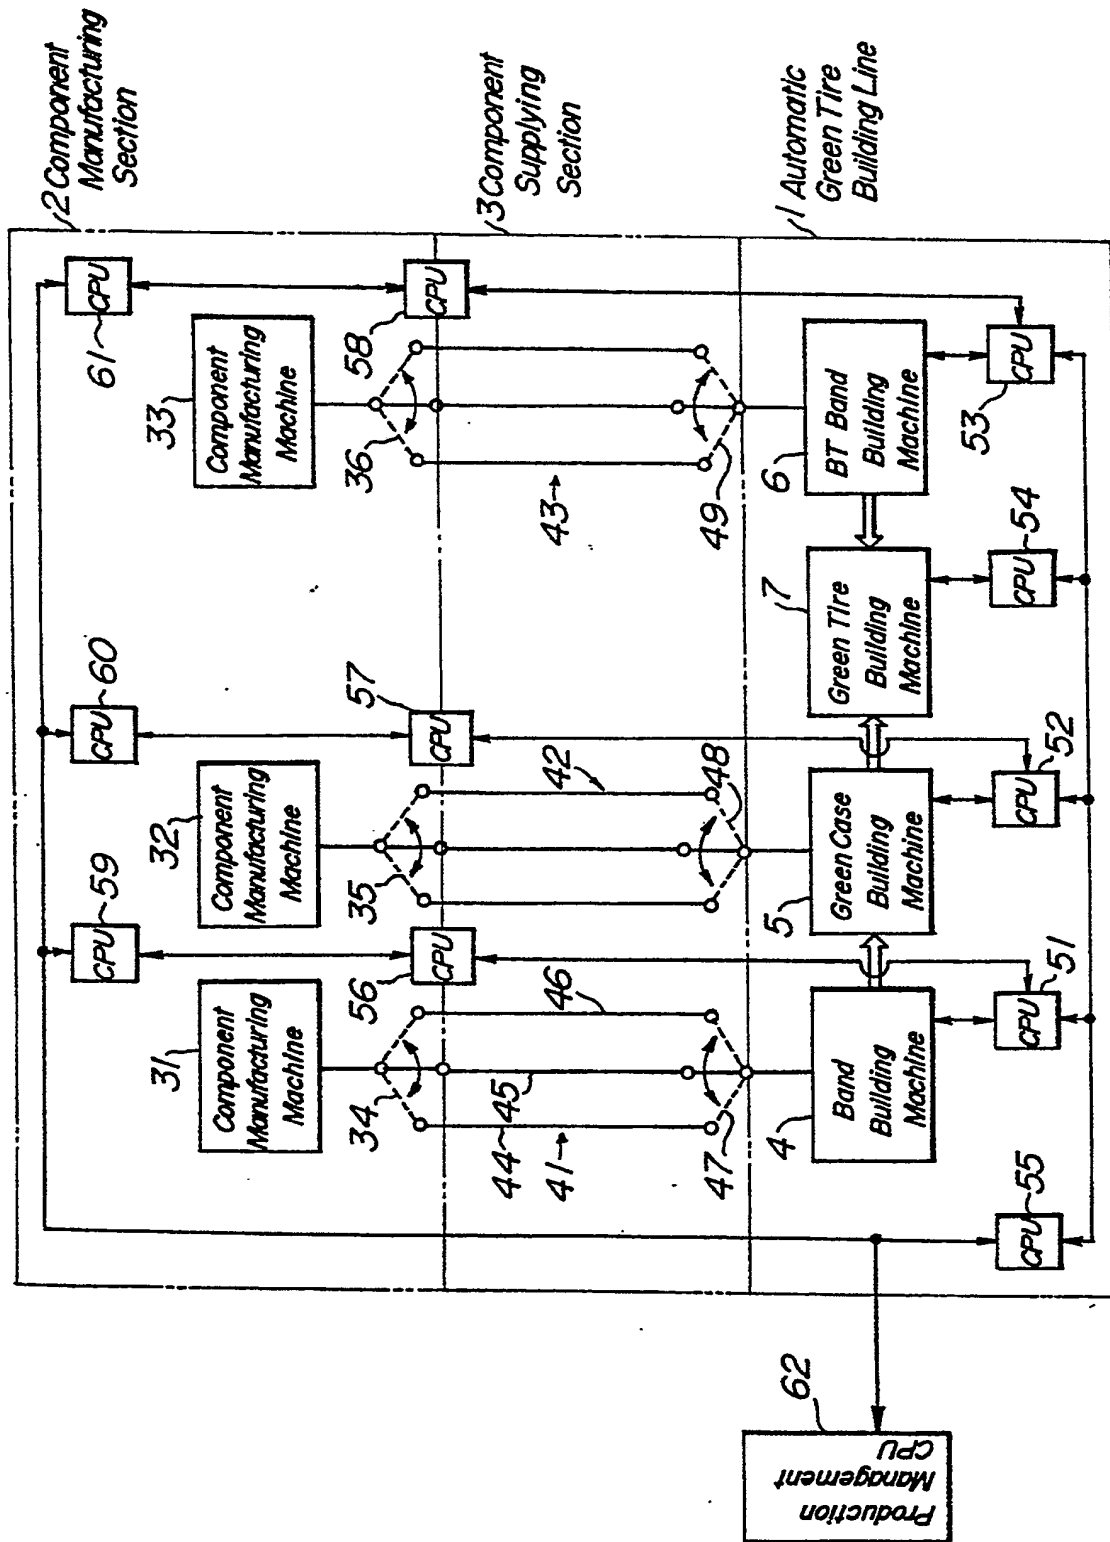 2 Component
Manufacturing
Section
3 Component
Supplying
Section
1 Automatic
Green Tire
Building Line
61
CPU
60
CPU
59
CPU
33
Component
Manufacturing
Machine
32
Component
Manufacturing
Machine
31
Component
Manufacturing
Machine
58
CPU
57
CPU
56
CPU
36
35
34
43
42
46
45
44
41
49
48
47
6
BT Band
Building
Machine
7
Green Tire
Building
Machine
5
Green Case
Building
Machine
4
Band
Building
Machine
CPU
53
CPU
54
CPU
52
CPU
51
CPU
55
62
Production
Management
CPU